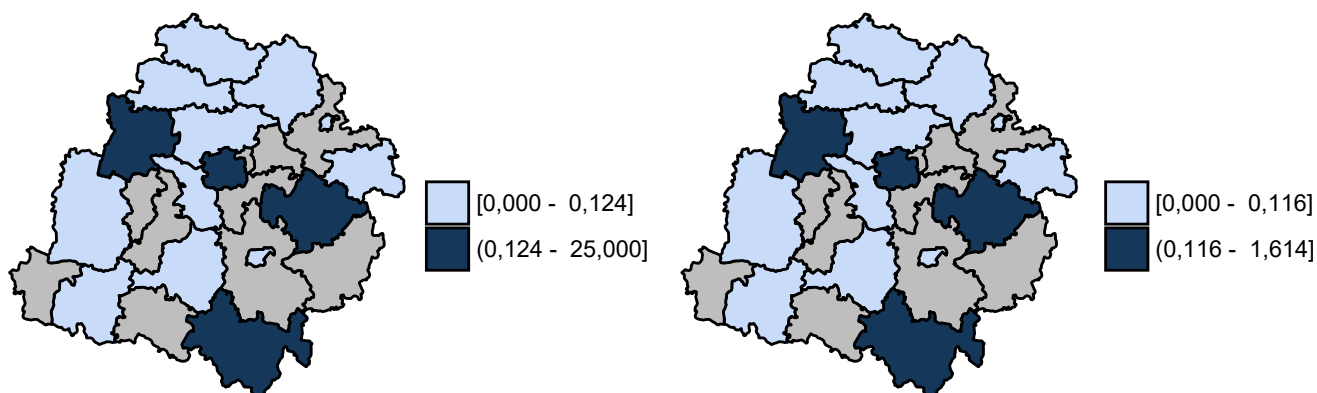 [0,000 - 0,124]
(0,124 - 25,000]
[0,000 - 0,116]
(0,116 - 1,614]